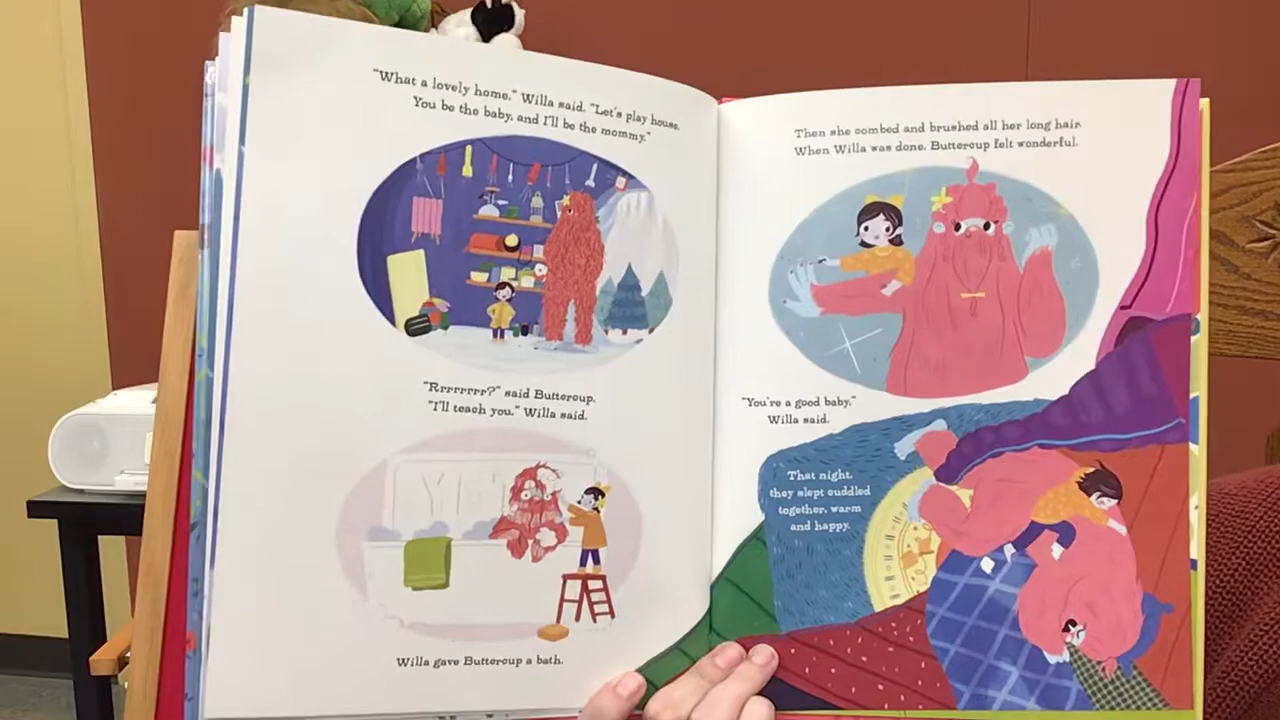 "What a lovely home," Willa said. "Let's play house.
You be the baby, and I'll be the mommy."
"Rrrrrrrr?" said Buttercup.
"I'll teach you," Willa said.
Willa gave Buttercup a bath.
Then she combed and brushed all her long hair.
When Willa was done, Buttercup felt wonderful.
"You're a good baby,"
Willa said.
That night,
they slept cuddled
together, warm
and happy.